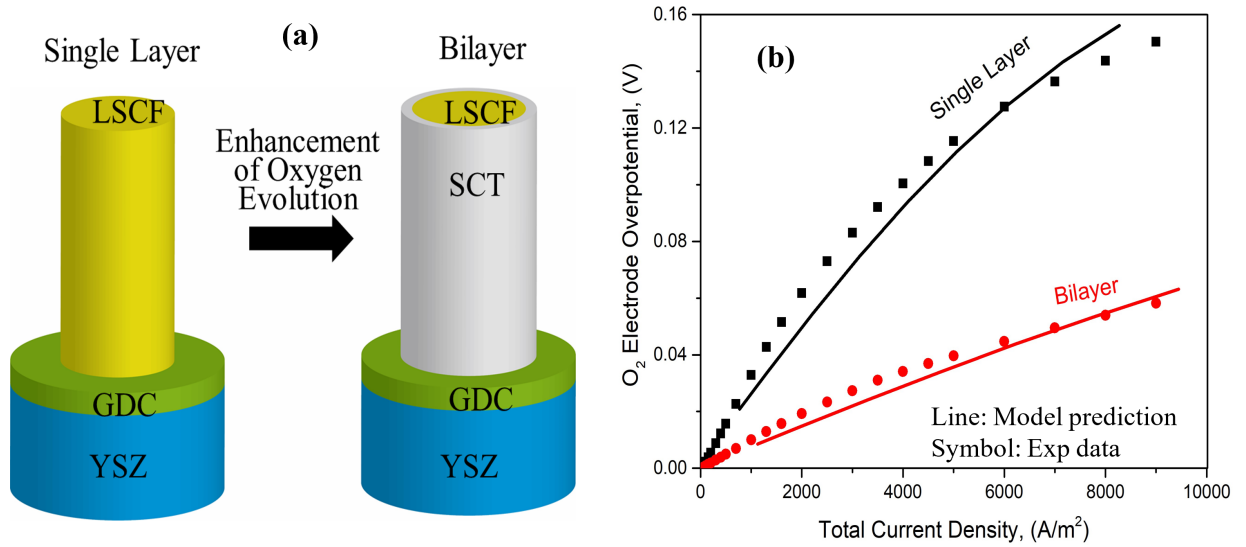 (a)
Single Layer
Bilayer
LSCF
LSCF
Enhancement
of Oxygen
Evolution
SCT
GDC
GDC
YSZ
YSZ
(b)
O₂ Electrode Overpotential, (V)
0.16
0.12
0.08
0.04
0.00
Single Layer
Bilayer
Line: Model prediction
Symbol: Exp data
0
2000
4000
6000
8000
10000
Total Current Density, (A/m²)